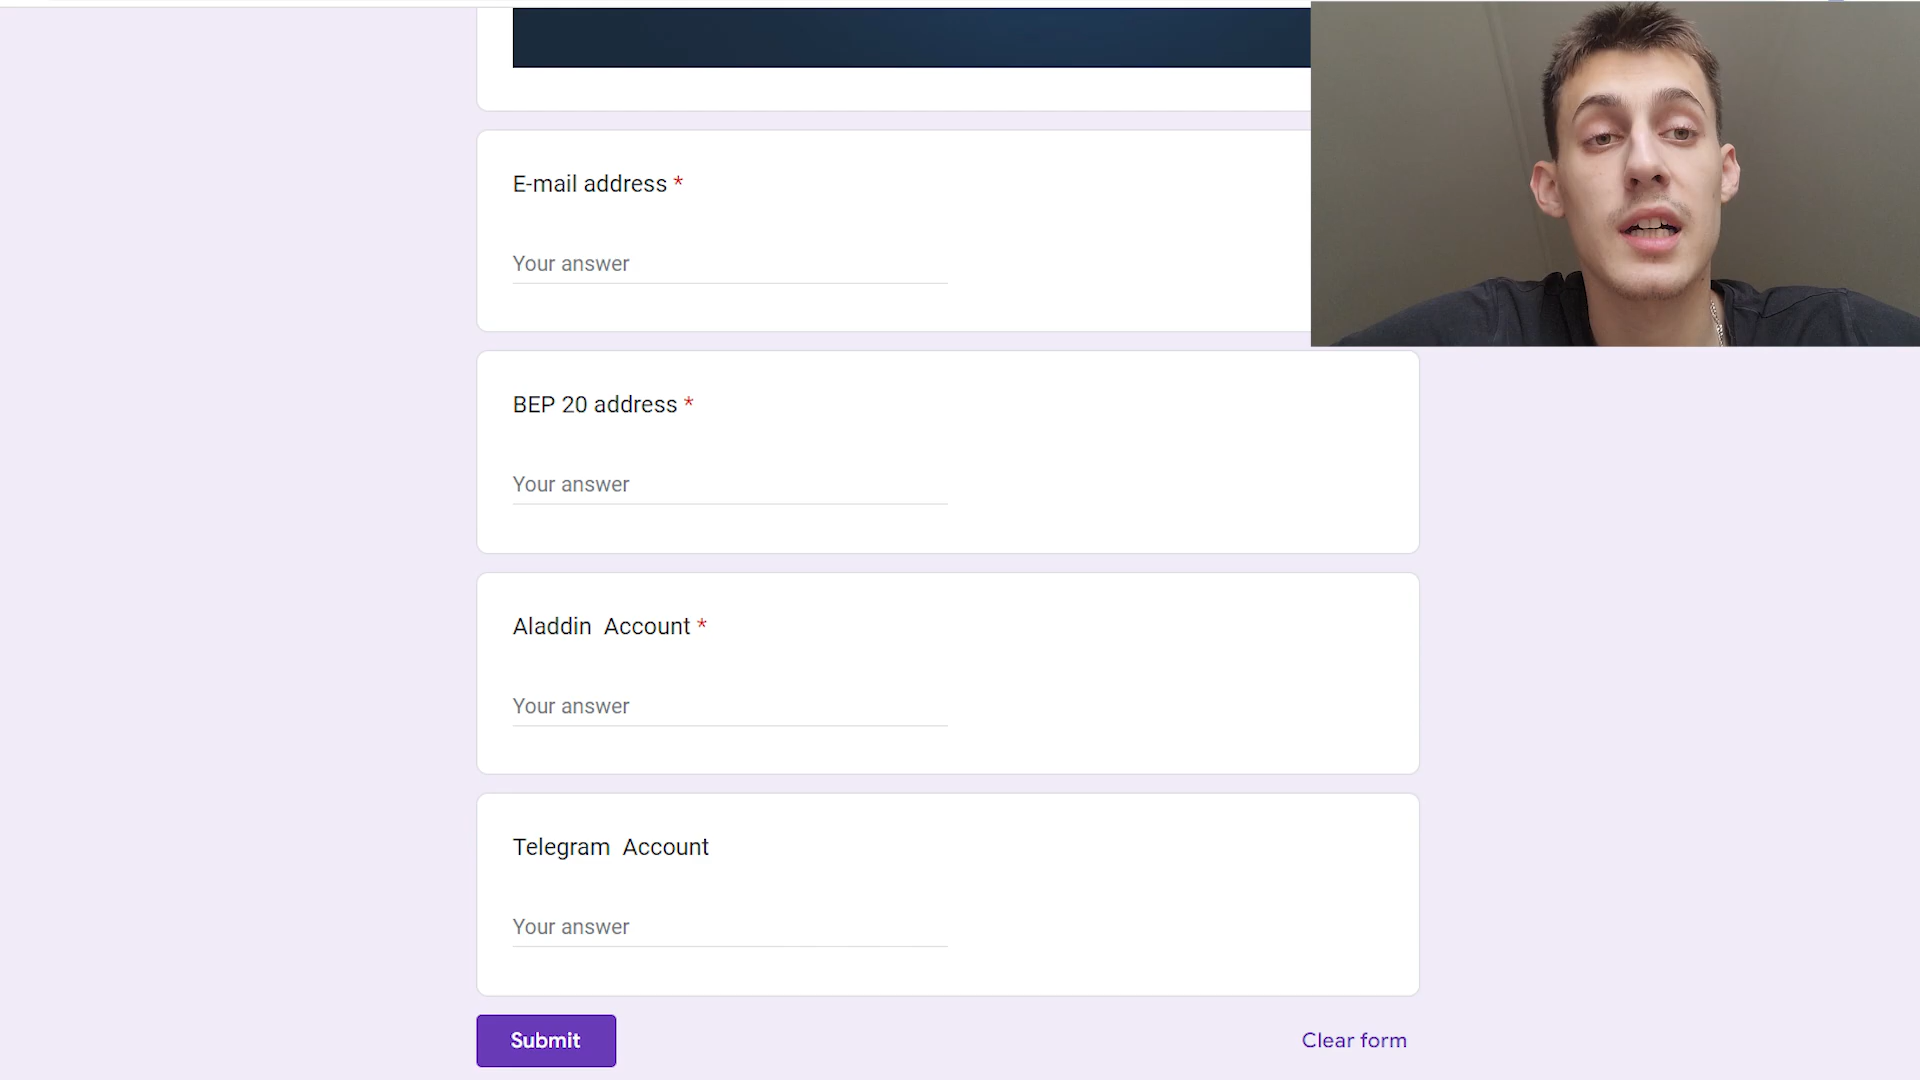 E-mail address *
Your answer
BEP 20 address *
Your answer
Aladdin  Account *
Your answer
Telegram  Account
Your answer
Submit
Clear form